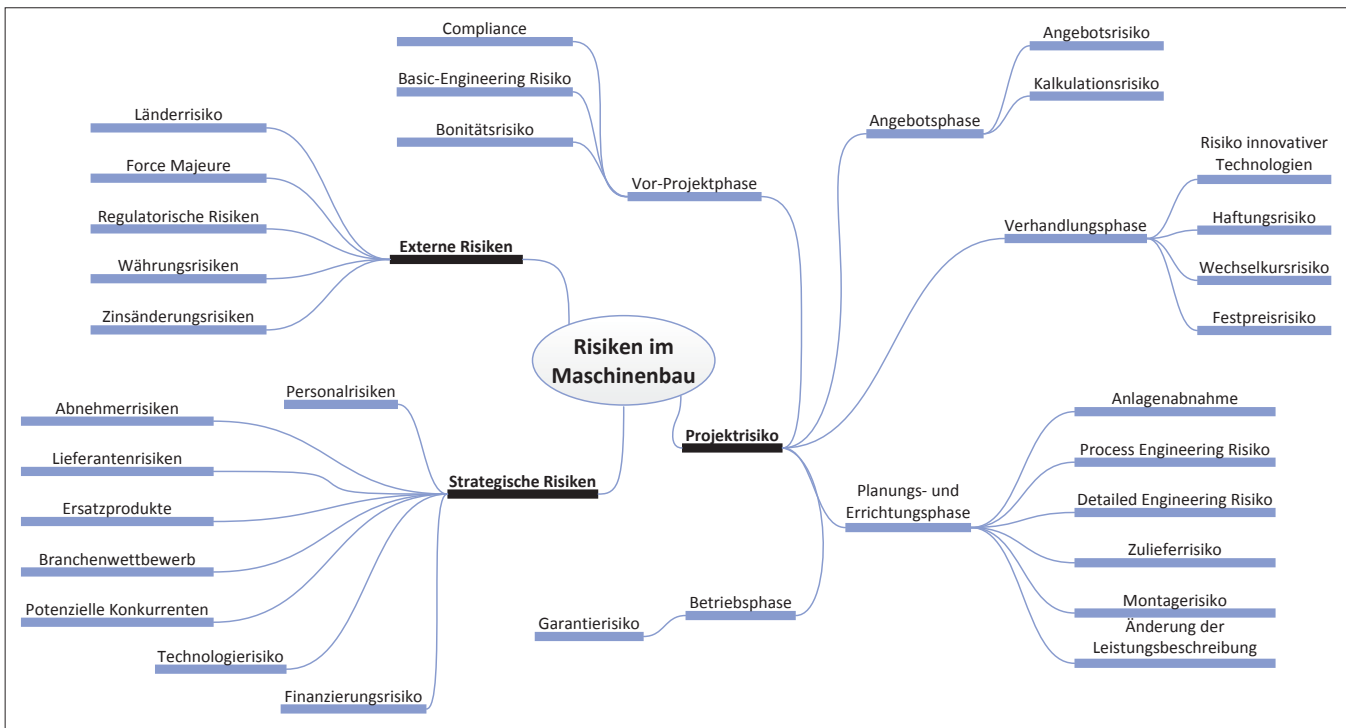 Risiken im
Maschinenbau
Externe Risiken
Länderrisiko
Force Majeure
Regulatorische Risiken
Währungsrisiken
Zinsänderungsrisiken
Strategische Risiken
Personalrisiken
Abnehmerrisiken
Lieferantenrisiken
Ersatzprodukte
Branchenwettbewerb
Potenzielle Konkurrenten
Technologierisiko
Finanzierungsrisiko
Projektrisiko
Vor-Projektphase
Compliance
Basic-Engineering Risiko
Bonitätsrisiko
Angebotsphase
Angebotsrisiko
Kalkulationsrisiko
Verhandlungsphase
Risiko innovativer
Technologien
Haftungsrisiko
Wechselkursrisiko
Festpreisrisiko
Planungs- und
Errichtungsphase
Anlagenabnahme
Process Engineering Risiko
Detailed Engineering Risiko
Zulieferrisiko
Montagerisiko
Änderung der
Leistungsbeschreibung
Betriebsphase
Garantierisiko